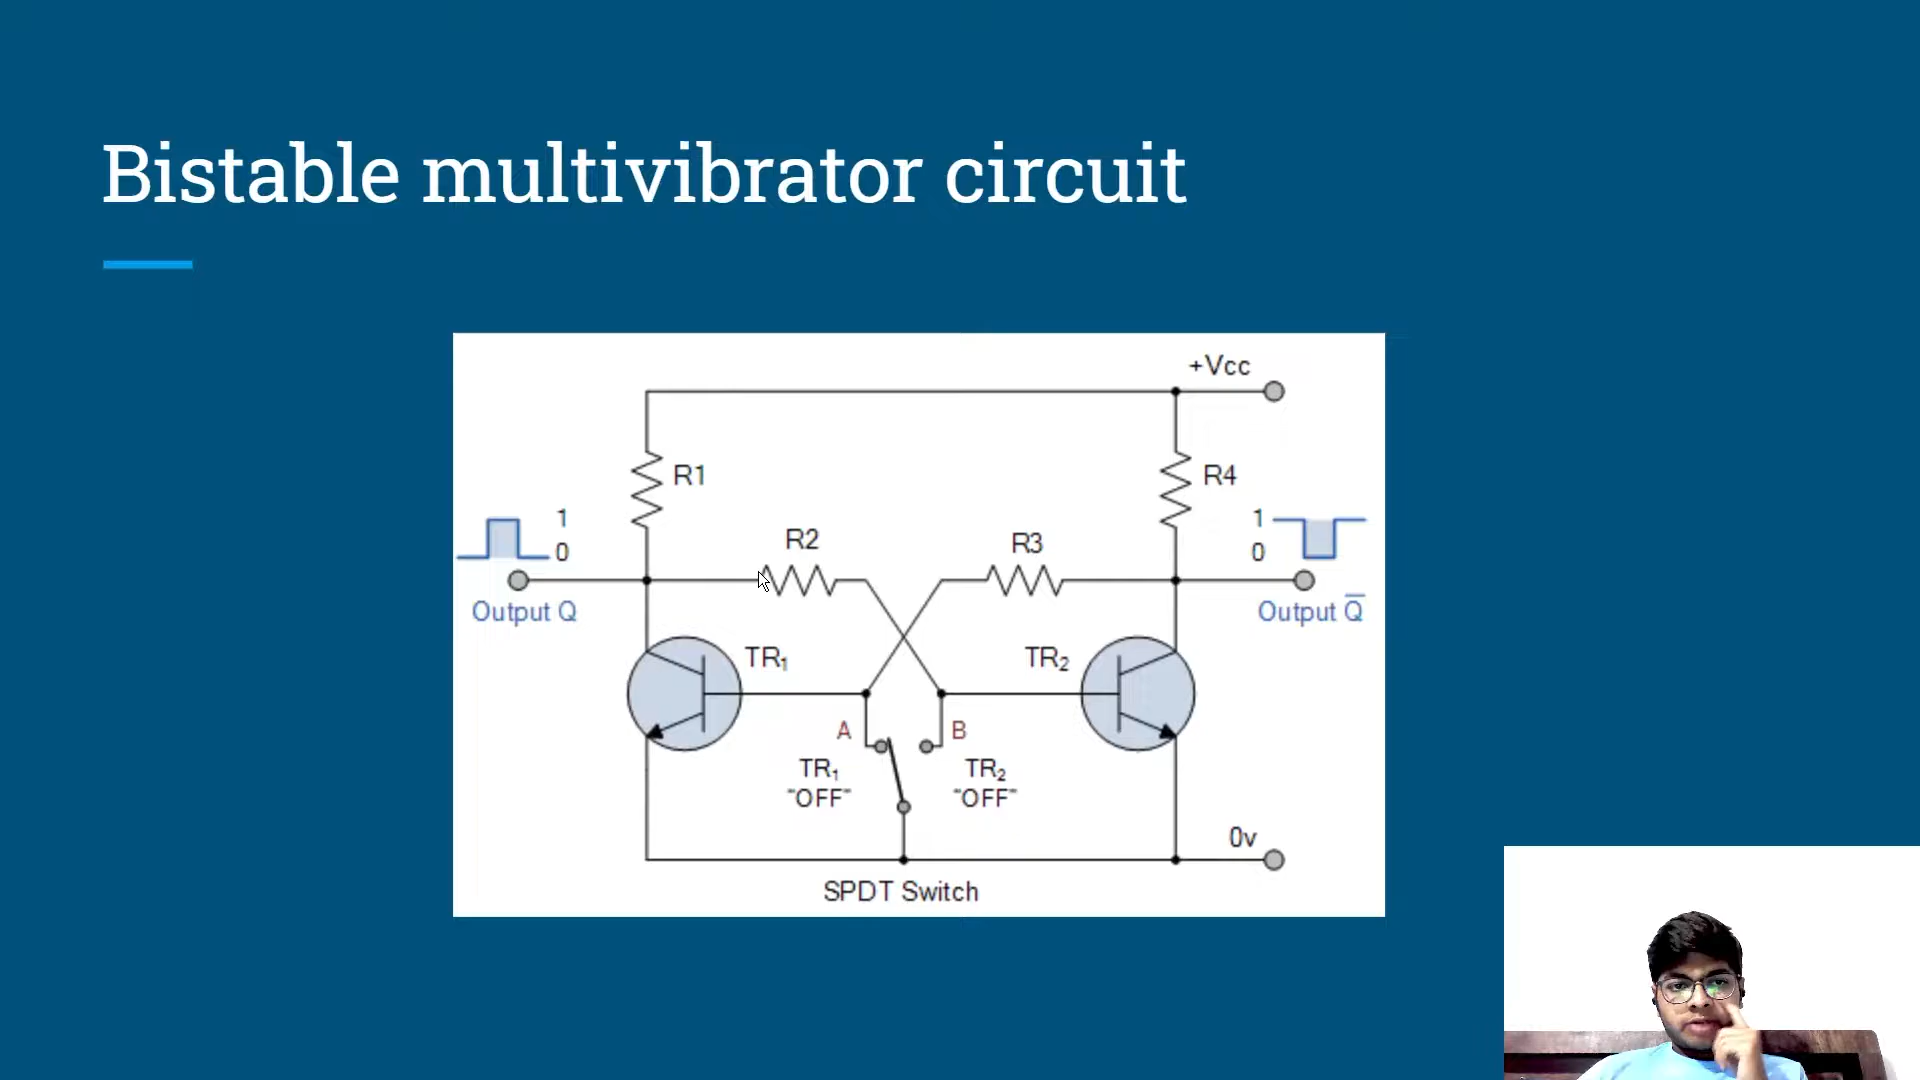 Bistable multivibrator circuit
+Vcc
R1
R4
1
0
R2
R3
1
0
Output Q
Output Q̅
TR₁
TR₂
A
B
TR₁
"OFF"
TR₂
"OFF"
0v
SPDT Switch